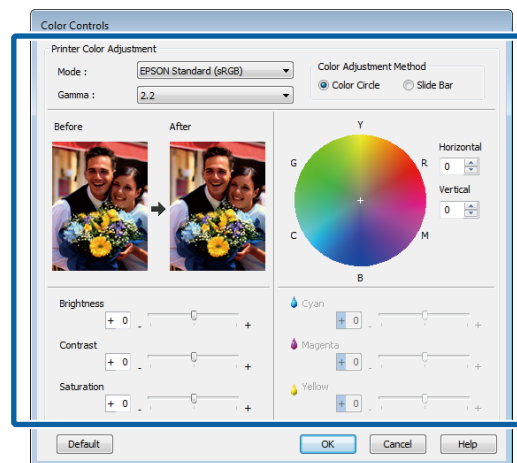 Color Controls
Printer Color Adjustment
Mode : EPSON Standard (sRGB)
Gamma : 2.2
Color Adjustment Method
Color Circle Slide Bar
Before After
Y
G R
C M
B
Horizontal
0
Vertical
0
Brightness
+ 0 - +
Contrast
+ 0 - +
Saturation
+ 0 - +
Cyan
+ 0 - +
Magenta
+ 0 - +
Yellow
+ 0 - +
Default OK Cancel Help